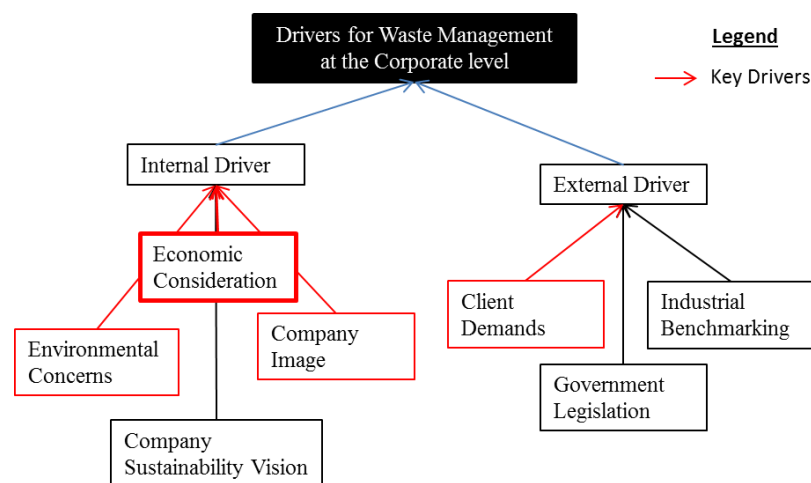 Drivers for Waste Management
at the Corporate level
Legend
Key Drivers
Internal Driver
External Driver
Economic
Consideration
Client
Demands
Industrial
Benchmarking
Environmental
Concerns
Company
Image
Government
Legislation
Company
Sustainability Vision